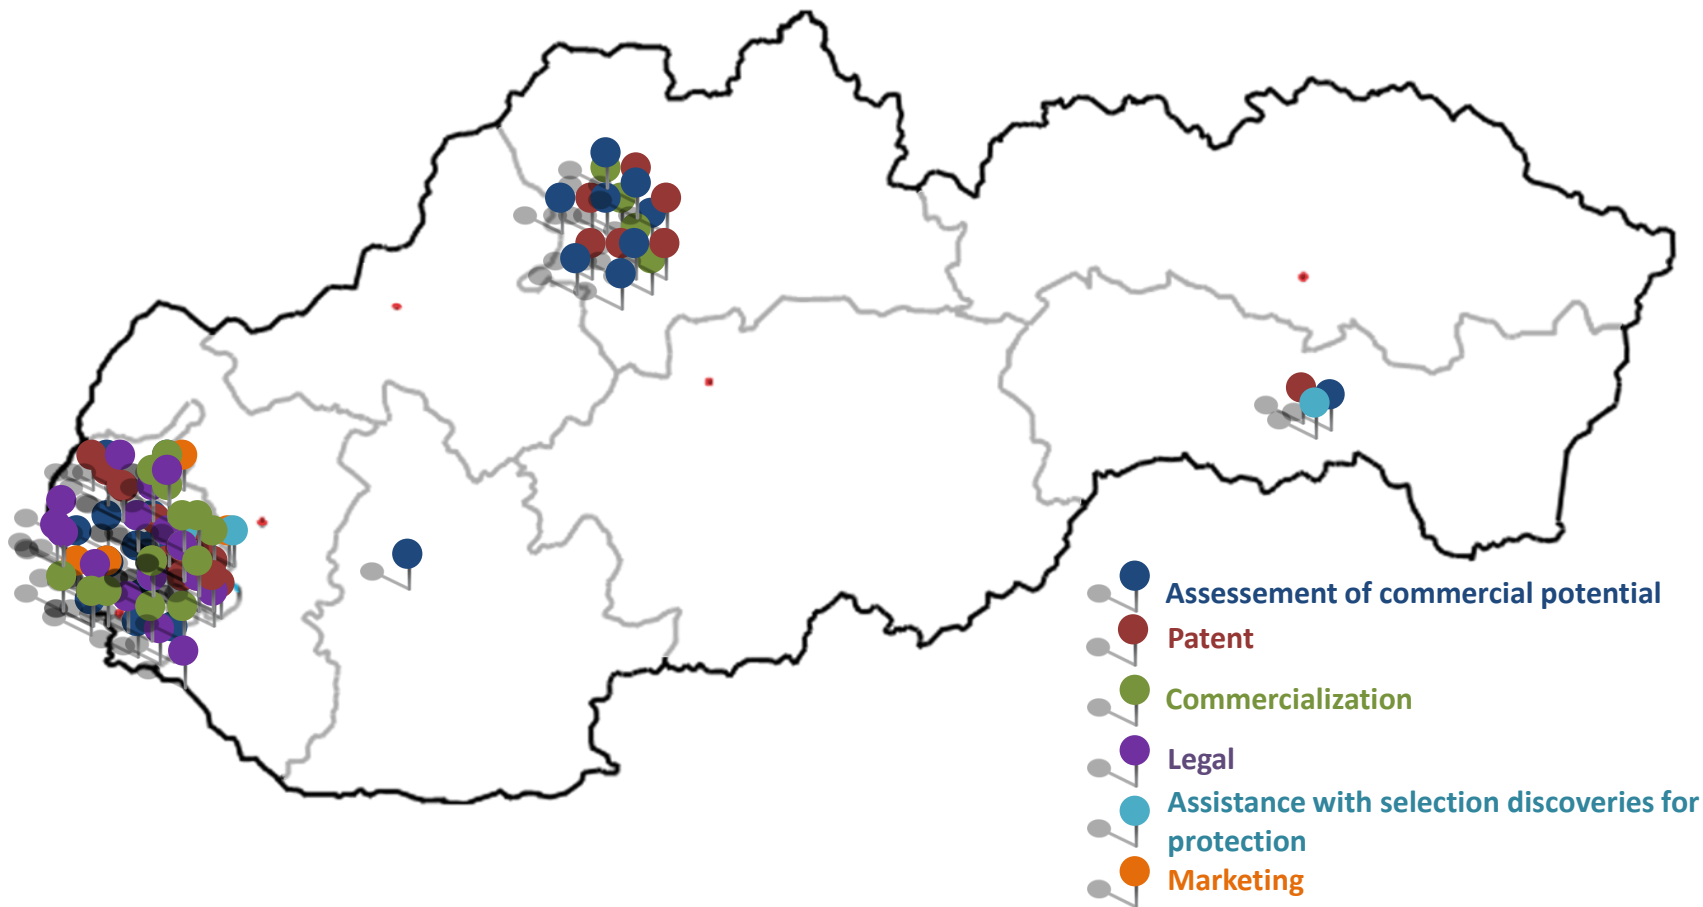 Assessement of commercial potential
Patent
Commercialization
Legal
Assistance with selection discoveries for
protection
Marketing